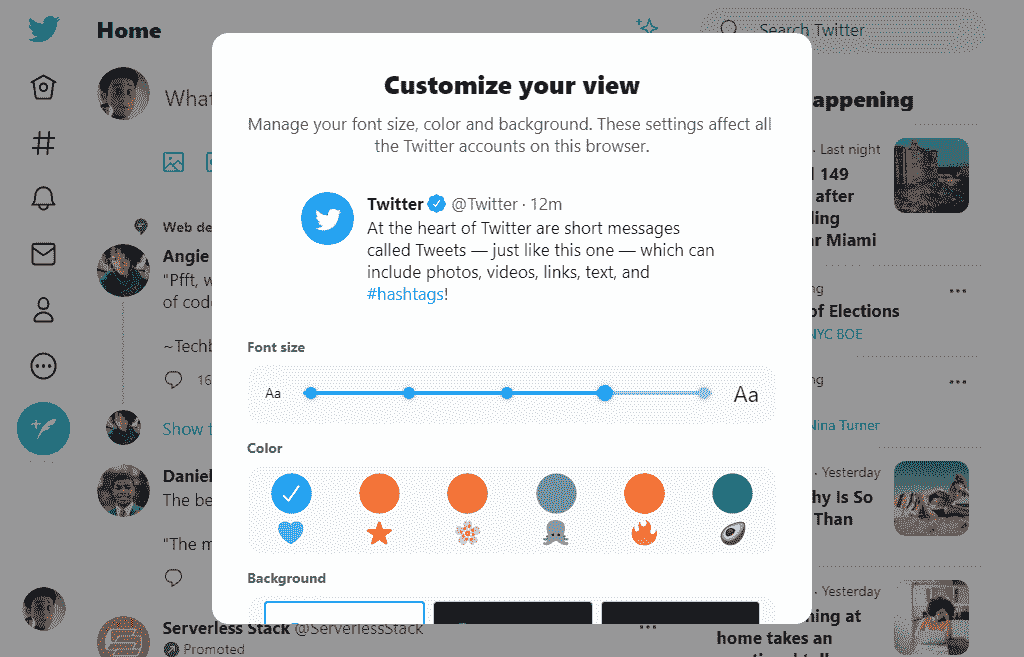 Home
Search Twitter
What
Customize your view
Manage your font size, color and background. These settings affect all
the Twitter accounts on this browser.
Twitter @Twitter · 12m
At the heart of Twitter are short messages
called Tweets — just like this one — which can
include photos, videos, links, text, and
#hashtags!
Font size
Aa
Aa
Color
Background
Web de
Angie
"Pfft, w
of cod
~Techb
16
Show t
Daniel
The be
"The m
Serverless Stack @ServerlessStack
Promoted
appening
· Last night
149
after
ding
r Miami
ng
of Elections
NYC BOE
ng
Nina Turner
· Yesterday
hy Is So
Than
· Yesterday
ning at
home takes an